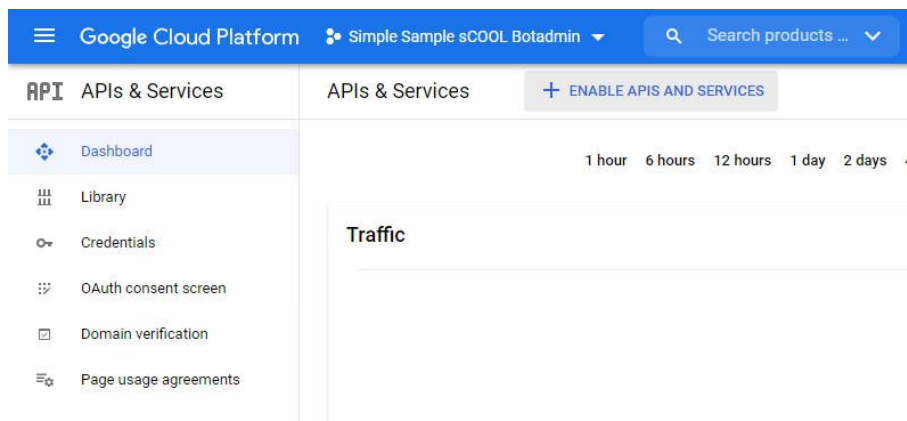 Google Cloud Platform Simple Sample sCOOL Botadmin Search products ...
API APIs & Services APIs & Services + ENABLE APIS AND SERVICES
Dashboard 1 hour 6 hours 12 hours 1 day 2 days
Library
Traffic
Credentials
OAuth consent screen
Domain verification
Page usage agreements